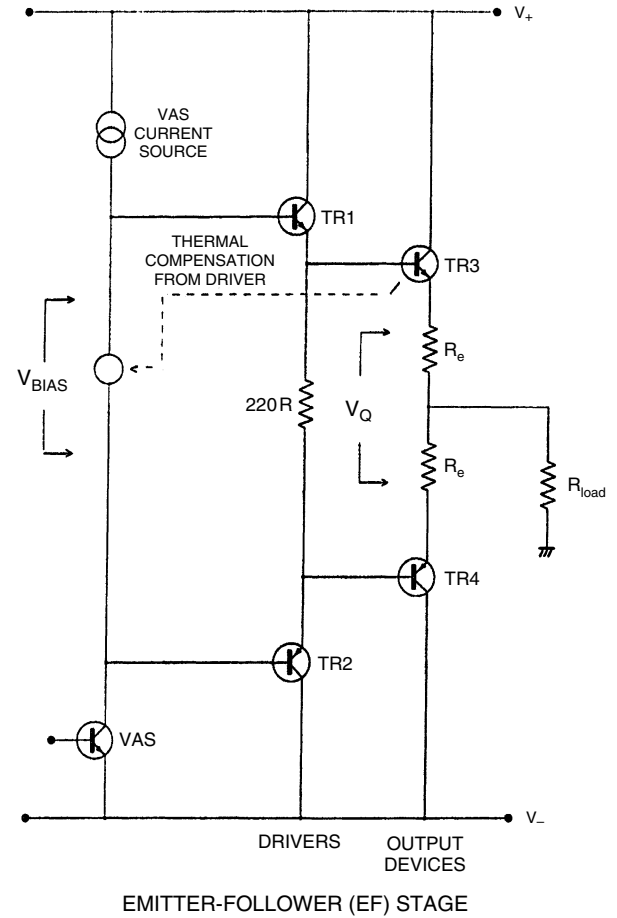 V+
VAS
CURRENT
SOURCE
TR1
THERMAL
COMPENSATION
FROM DRIVER
TR3
VBIAS
Re
220R
VQ
Re
Rload
TR4
TR2
VAS
V–
DRIVERS
OUTPUT
DEVICES
EMITTER-FOLLOWER (EF) STAGE